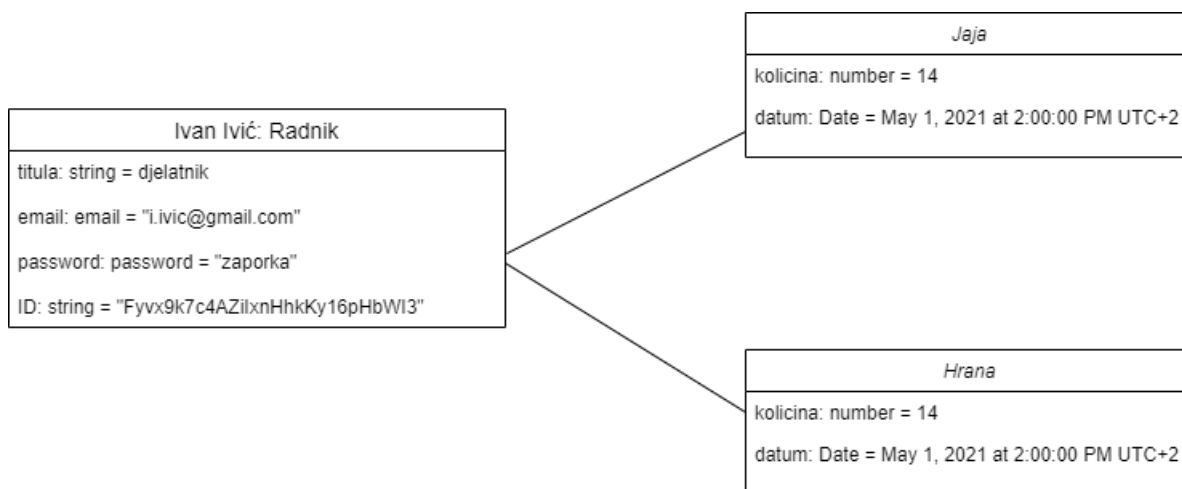 Jaja
kolicina: number = 14
datum: Date = May 1, 2021 at 2:00:00 PM UTC+2
Ivan Ivić: Radnik
titula: string = djelatnik
email: email = "i.ivic@gmail.com"
password: password = "zaporka"
ID: string = "Fyvx9k7c4AZilxnHhkKy16pHbWI3"
Hrana
kolicina: number = 14
datum: Date = May 1, 2021 at 2:00:00 PM UTC+2